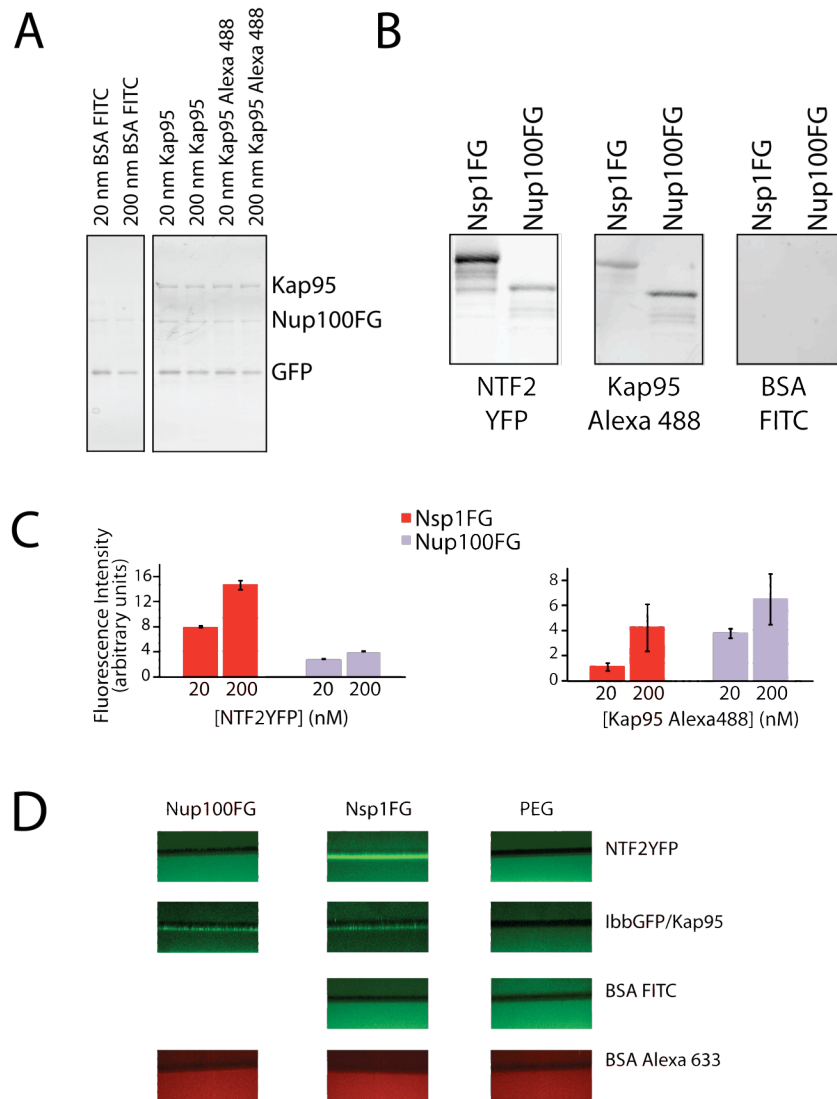 A
20 nm BSA FITC
200 nm BSA FITC
20 nm Kap95
200 nm Kap95
20 nm Kap95 Alexa 488
200 nm Kap95 Alexa 488
Kap95
Nup100FG
GFP
B
Nsp1FG
Nup100FG
Nsp1FG
Nup100FG
Nsp1FG
Nup100FG
NTF2
YFP
Kap95
Alexa 488
BSA
FITC
C
Nsp1FG
Nup100FG
Fluorescence Intensity
(arbitrary units)
16
12
8
4
0
20 200 20 200
[NTF2YFP] (nM)
8
6
4
2
0
20 200 20 200
[Kap95 Alexa488] (nM)
D
Nup100FG Nsp1FG PEG
NTF2YFP
IbbGFP/Kap95
BSA FITC
BSA Alexa 633